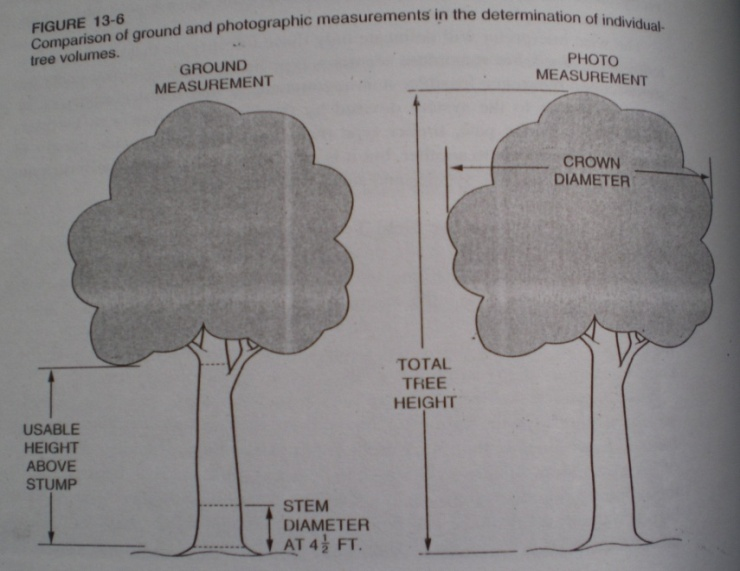 FIGURE 13-6
Comparison of ground and photographic measurements in the determination of individual-
tree volumes.
GROUND
MEASUREMENT
PHOTO
MEASUREMENT
CROWN
DIAMETER
TOTAL
TREE
HEIGHT
USABLE
HEIGHT
ABOVE
STUMP
STEM
DIAMETER
AT 4½ FT.